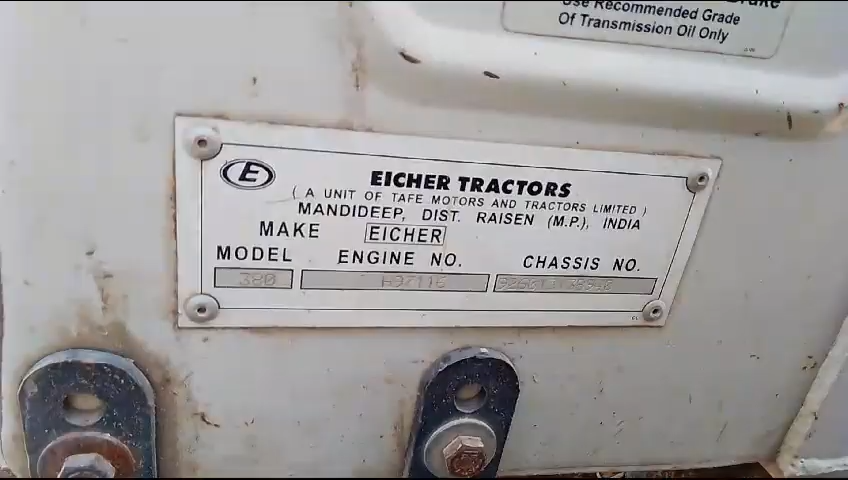 Use Recommended Grade
Of Transmission Oil Only
E
EICHER TRACTORS
( A UNIT OF TAFE MOTORS AND TRACTORS LIMITED )
MANDIDEEP, DIST. RAISEN (M.P.), INDIA
MAKE EICHER
MODEL ENGINE NO. CHASSIS NO.
380